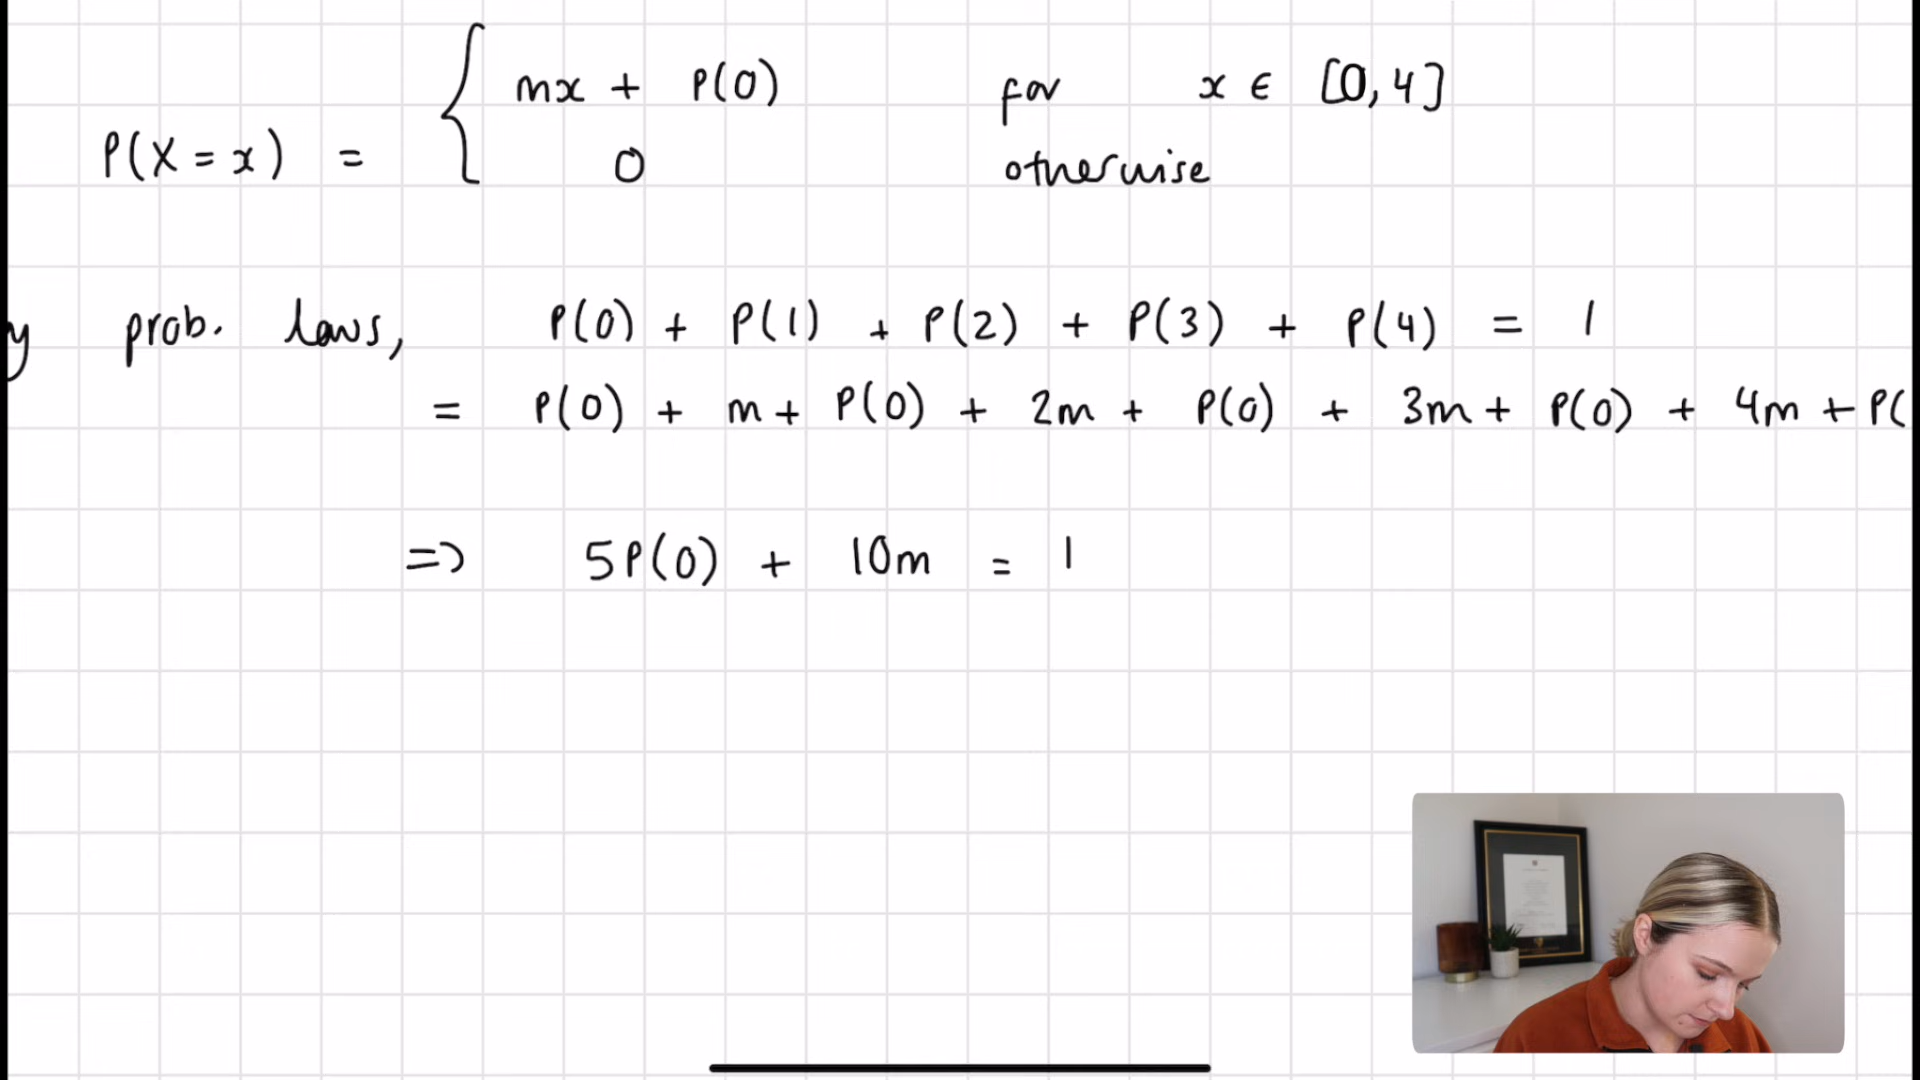 mx + P(0) for x ∈ [0,4]
P(X = x) = {
0 otherwise
y prob. laws, P(0) + P(1) + P(2) + P(3) + P(4) = 1
= P(0) + m + P(0) + 2m + P(0) + 3m + P(0) + 4m + P(
=> 5P(0) + 10m = 1